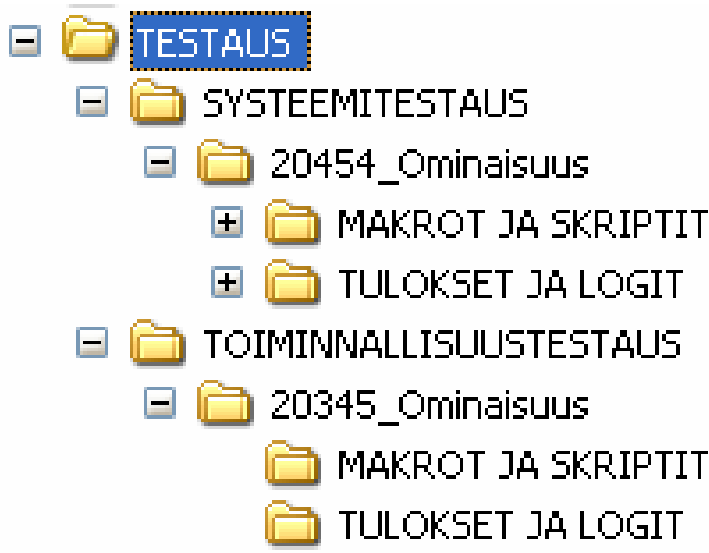 TESTAUS
SYSTEEMITESTAUS
20454_Ominaisuus
MAKROT JA SKRIPTIT
TULOKSET JA LOGIT
TOIMINNALLISUUSTESTAUS
20345_Ominaisuus
MAKROT JA SKRIPTIT
TULOKSET JA LOGIT